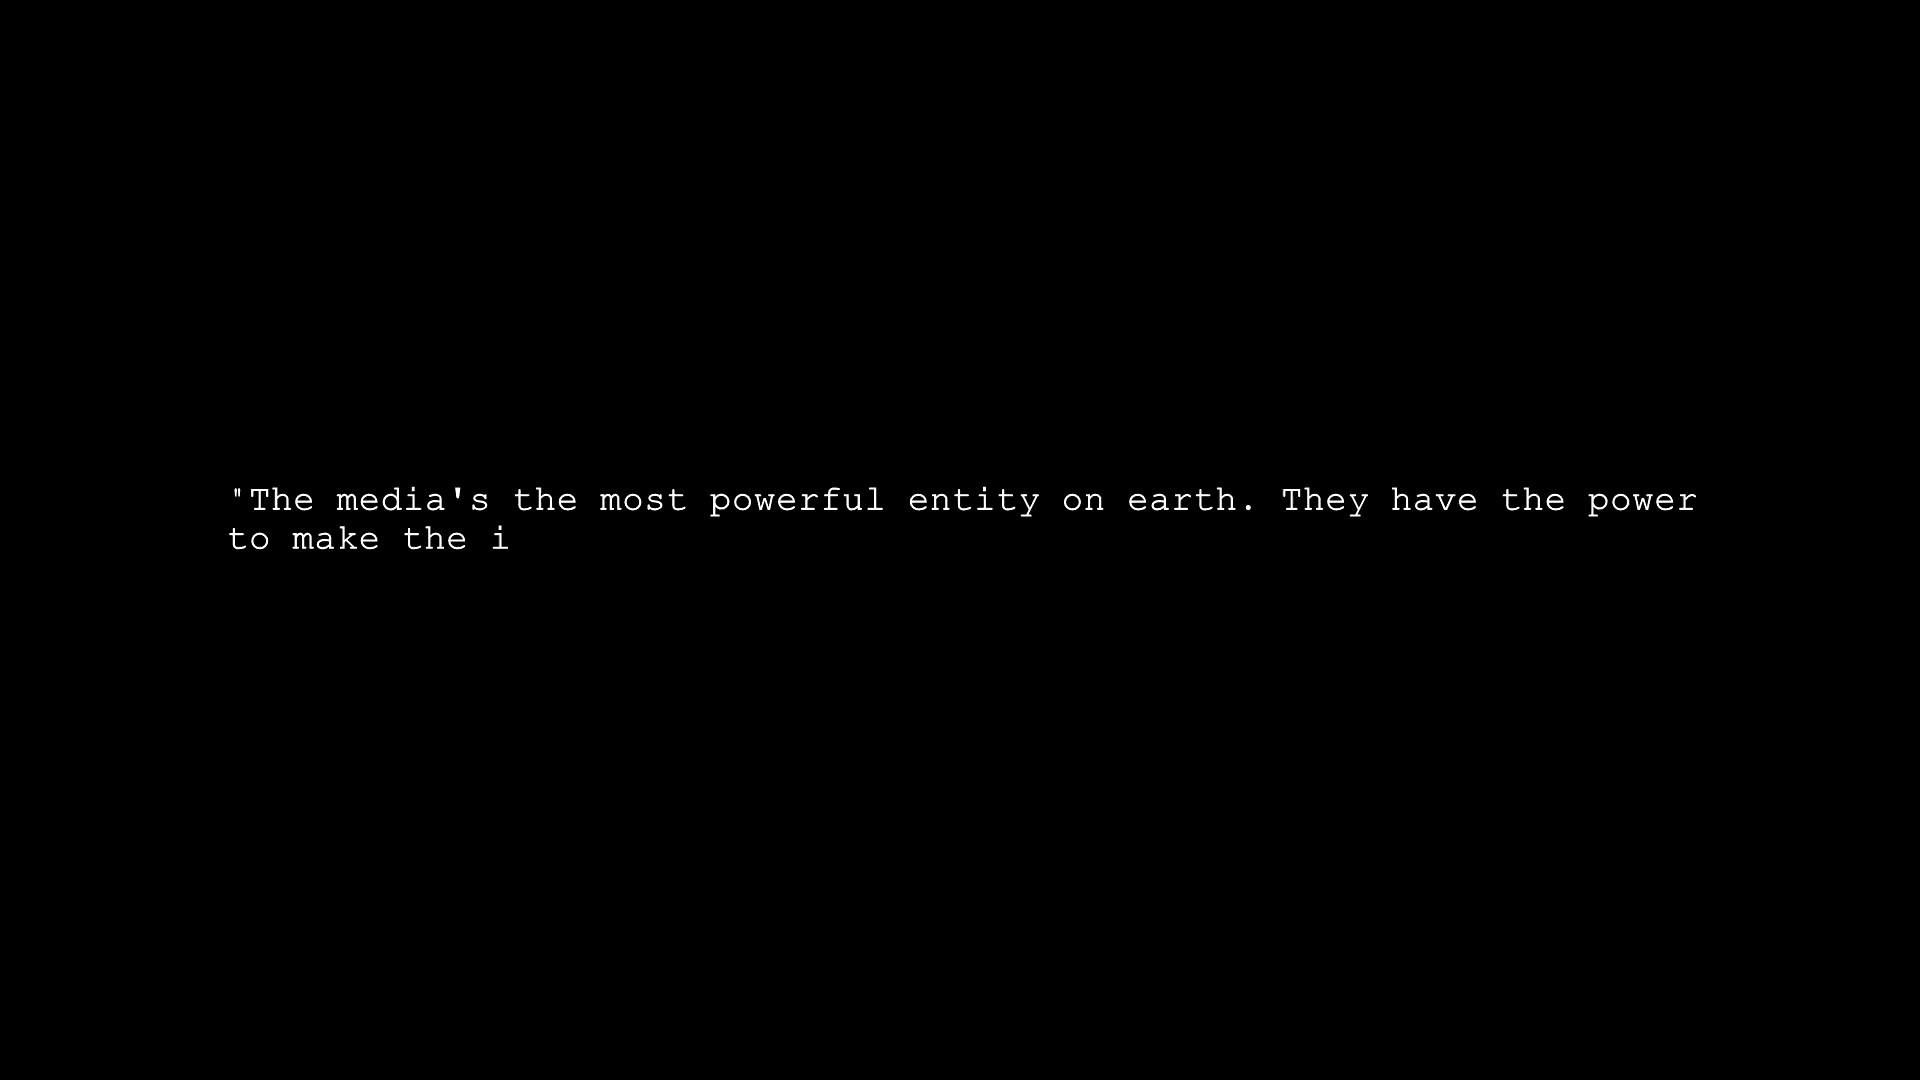 "The media's the most powerful entity on earth. They have the power
to make the i